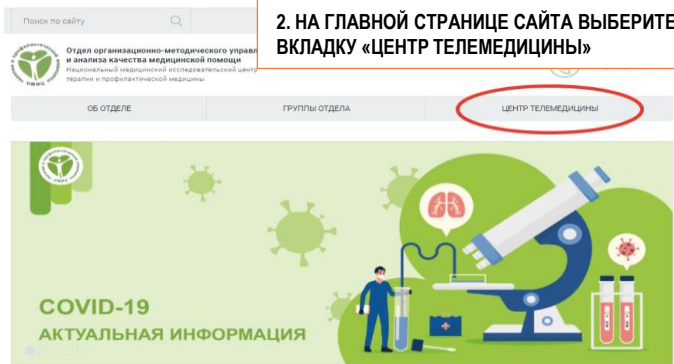 Поиск по сайту
2. НА ГЛАВНОЙ СТРАНИЦЕ САЙТА ВЫБЕРИТЕ
ВКЛАДКУ «ЦЕНТР ТЕЛЕМЕДИЦИНЫ»
Отдел организационно-методического управл
и анализа качества медицинской помощи
Национальный медицинский исследовательский центр
терапии и профилактической медицины
ОБ ОТДЕЛЕ
ГРУППЫ ОТДЕЛА
ЦЕНТР ТЕЛЕМЕДИЦИНЫ
COVID-19
АКТУАЛЬНАЯ ИНФОРМАЦИЯ